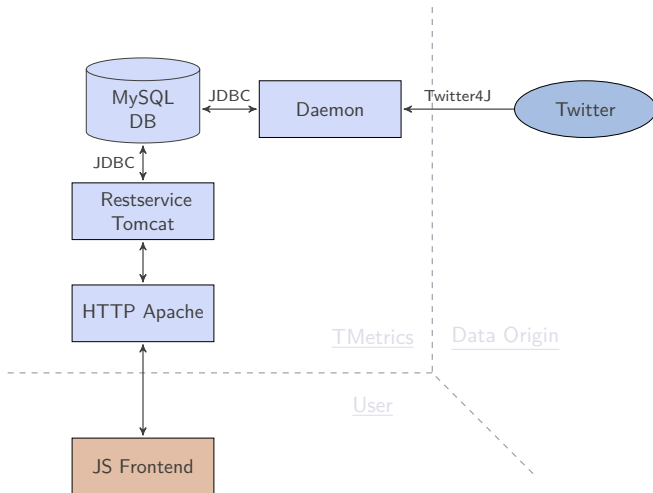 MySQL
DB
JDBC
Daemon
Twitter4J
Twitter
JDBC
Restservice
Tomcat
HTTP Apache
TMetrics
Data Origin
User
JS Frontend